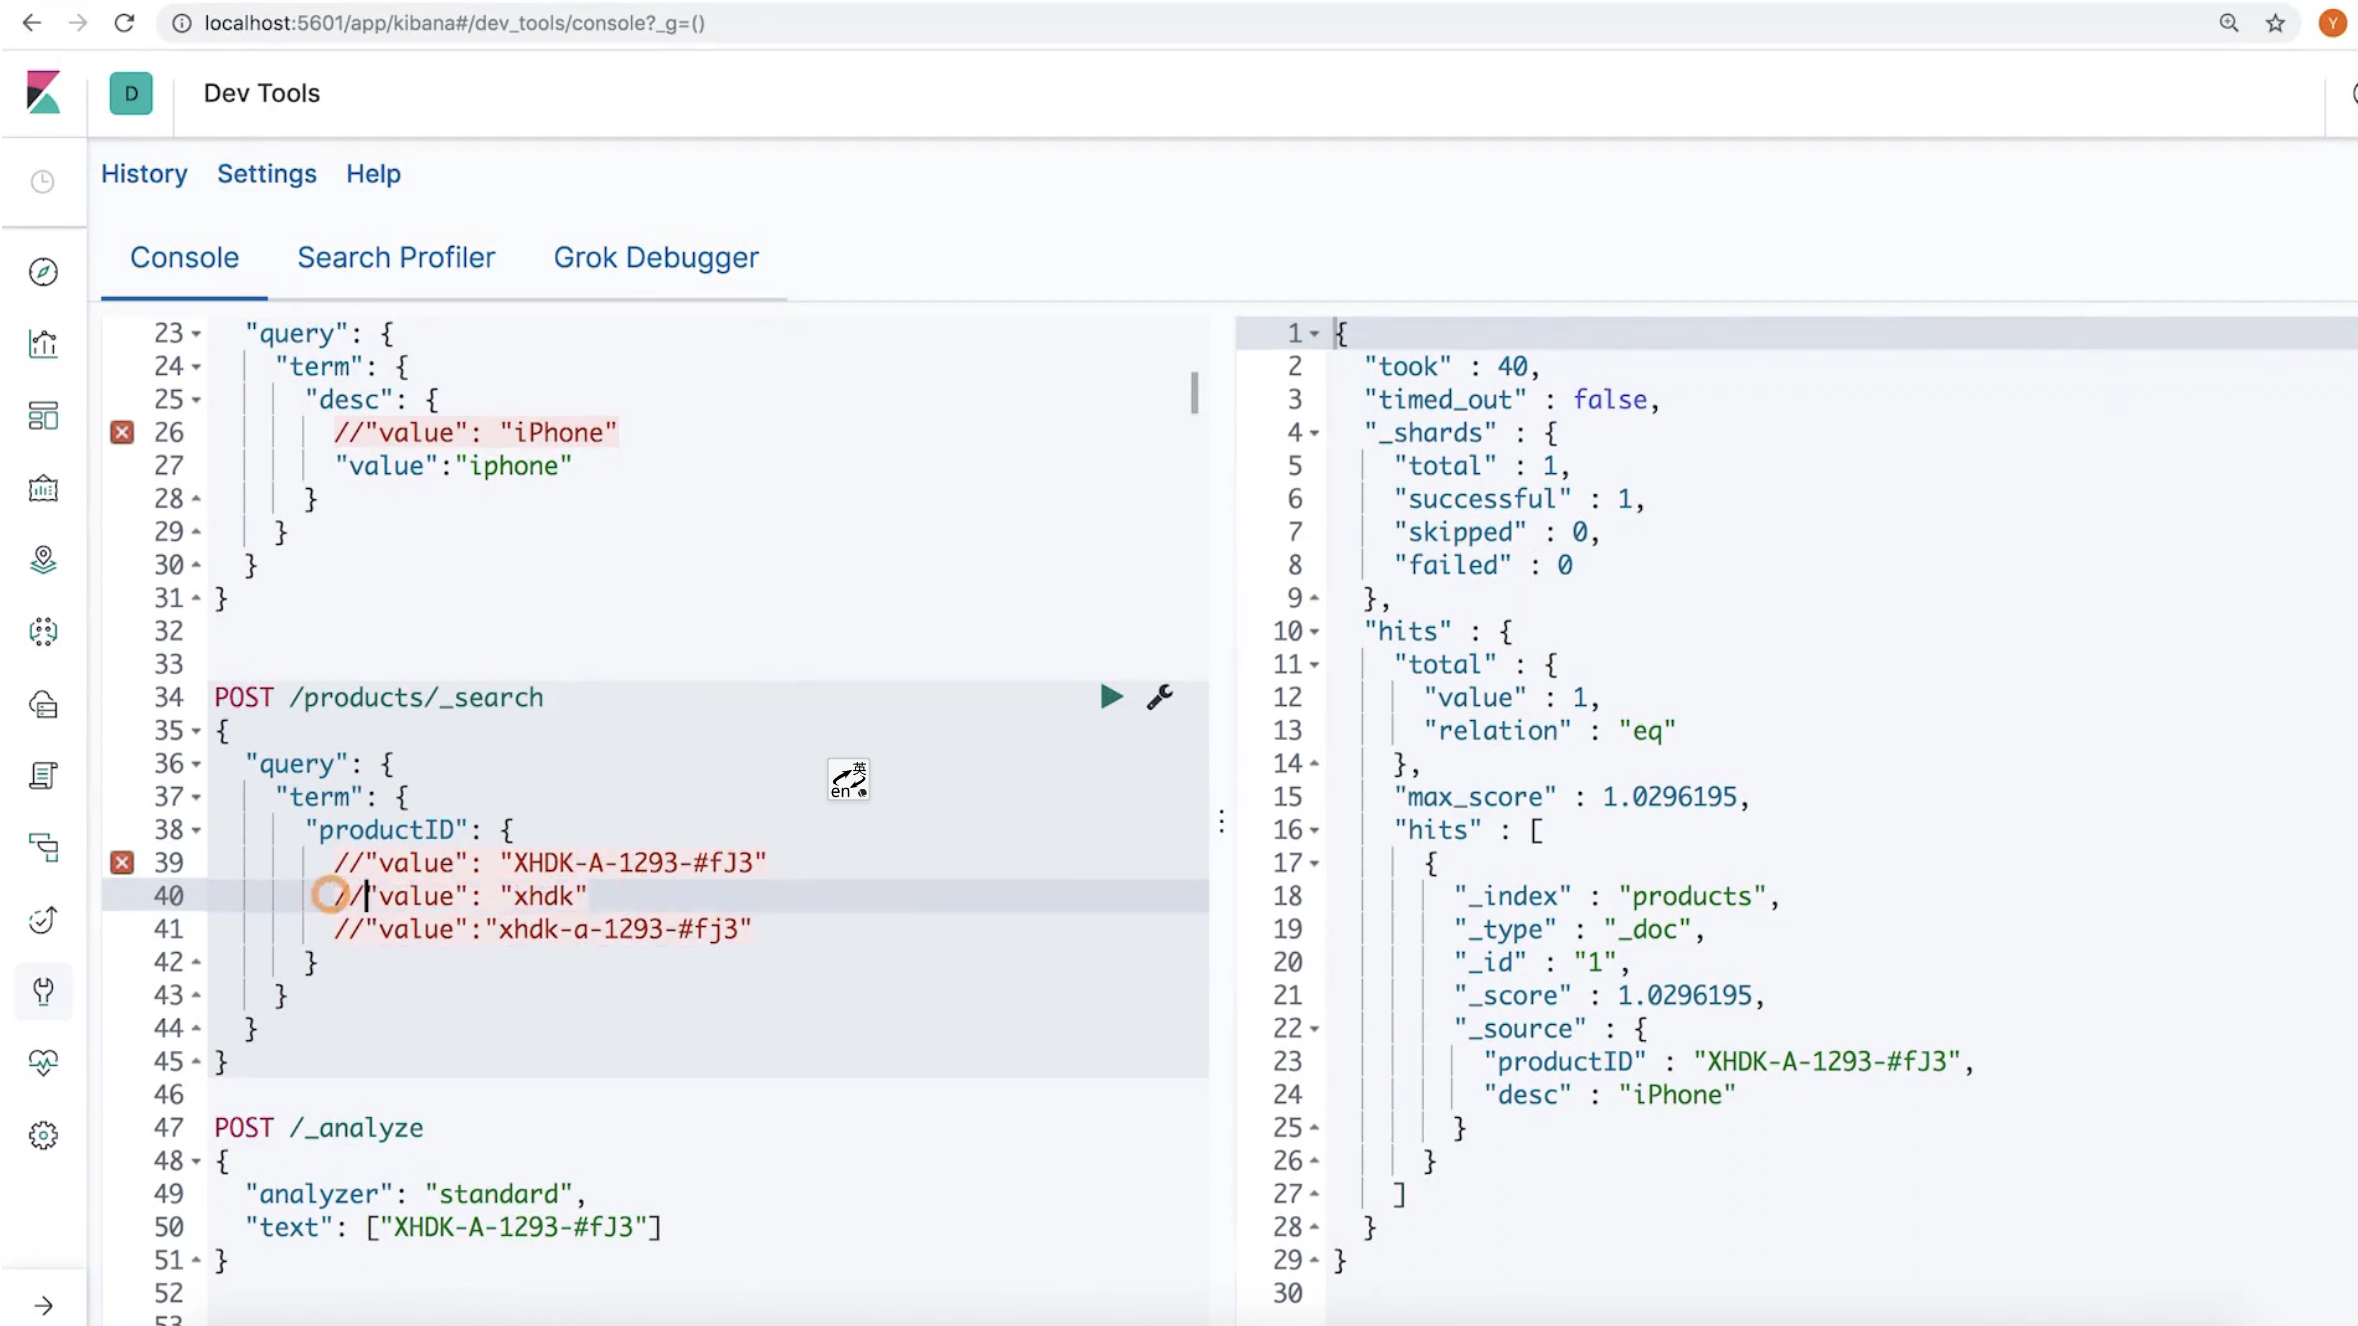 localhost:5601/app/kibana#/dev_tools/console?_g=()
Y
D
Dev Tools
History Settings Help
Console Search Profiler Grok Debugger
23 "query": {
24 "term": {
25 "desc": {
26 //"value": "iPhone"
27 "value":"iphone"
28 }
29 }
30 }
31 }
32
33
34 POST /products/_search
35 {
36 "query": {
37 "term": {
38 "productID": {
39 //"value": "XHDK-A-1293-#fJ3"
40 //"value": "xhdk"
41 //"value":"xhdk-a-1293-#fj3"
42 }
43 }
44 }
45 }
46
47 POST /_analyze
48 {
49 "analyzer": "standard",
50 "text": ["XHDK-A-1293-#fJ3"]
51 }
52
53
英
en
1 {
2 "took" : 40,
3 "timed_out" : false,
4 "_shards" : {
5 "total" : 1,
6 "successful" : 1,
7 "skipped" : 0,
8 "failed" : 0
9 },
10 "hits" : {
11 "total" : {
12 "value" : 1,
13 "relation" : "eq"
14 },
15 "max_score" : 1.0296195,
16 "hits" : [
17 {
18 "_index" : "products",
19 "_type" : "_doc",
20 "_id" : "1",
21 "_score" : 1.0296195,
22 "_source" : {
23 "productID" : "XHDK-A-1293-#fJ3",
24 "desc" : "iPhone"
25 }
26 }
27 ]
28 }
29 }
30